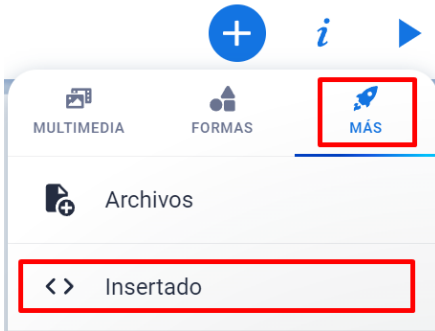 i
MULTIMEDIA
FORMAS
MÁS
Archivos
Insertado